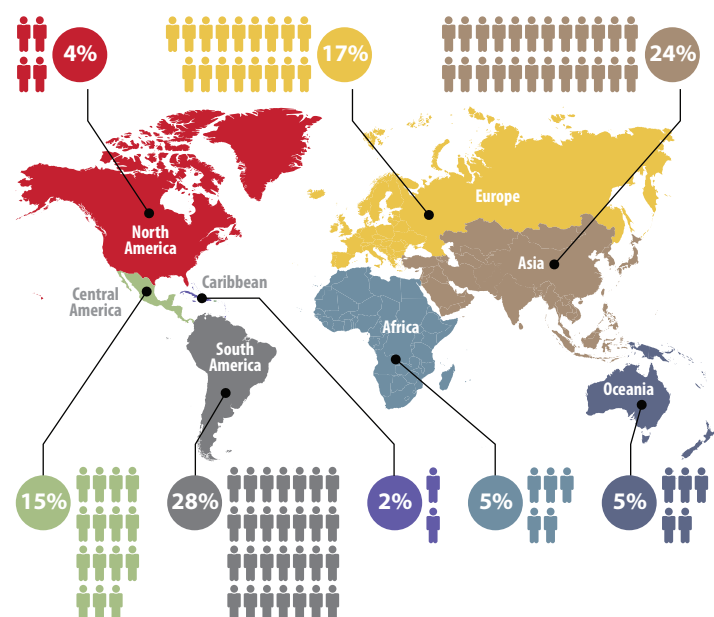 4%
17%
24%
Europe
North
America
Asia
Caribbean
Central
America
Africa
South
America
Oceania
15%
28%
2%
5%
5%